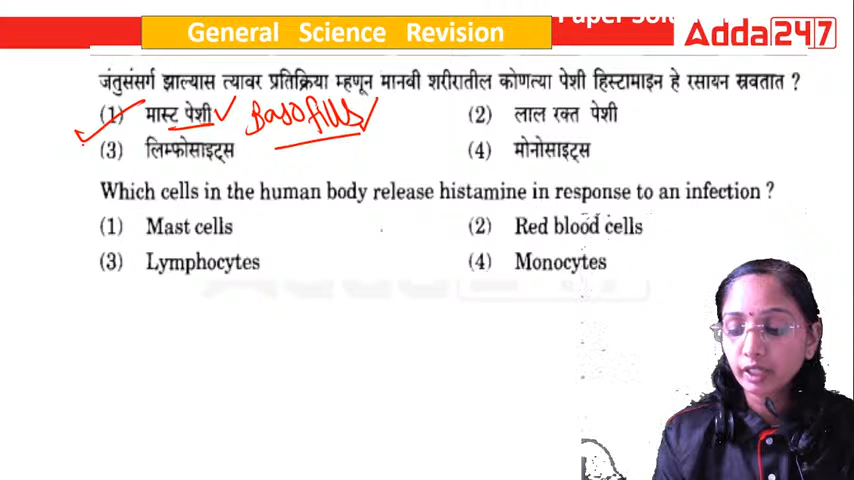 General Science Revision
Adda247
जंतुसंसर्ग झाल्यास त्यावर प्रतिक्रिया म्हणून मानवी शरीरातील कोणत्या पेशी हिस्टामाइन हे रसायन स्रवतात ?
(1) मास्ट पेशी Basofills (2) लाल रक्त पेशी
(3) लिम्फोसाइट्स (4) मोनोसाइट्स
Which cells in the human body release histamine in response to an infection ?
(1) Mast cells (2) Red blood cells
(3) Lymphocytes (4) Monocytes